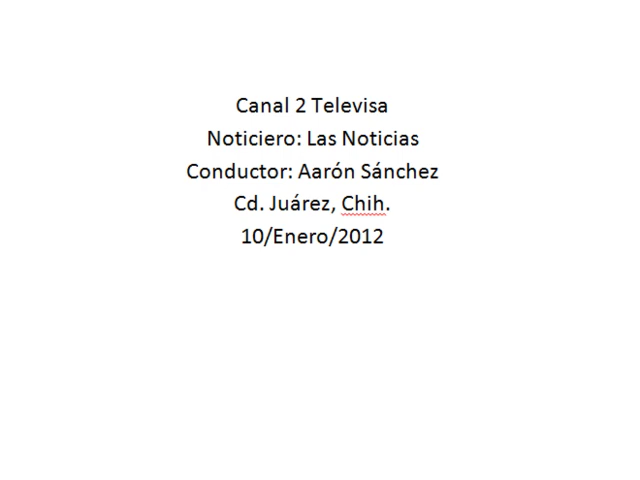 Canal 2 Televisa
Noticiero: Las Noticias
Conductor: Aarón Sánchez
Cd. Juárez, Chih.
10/Enero/2012